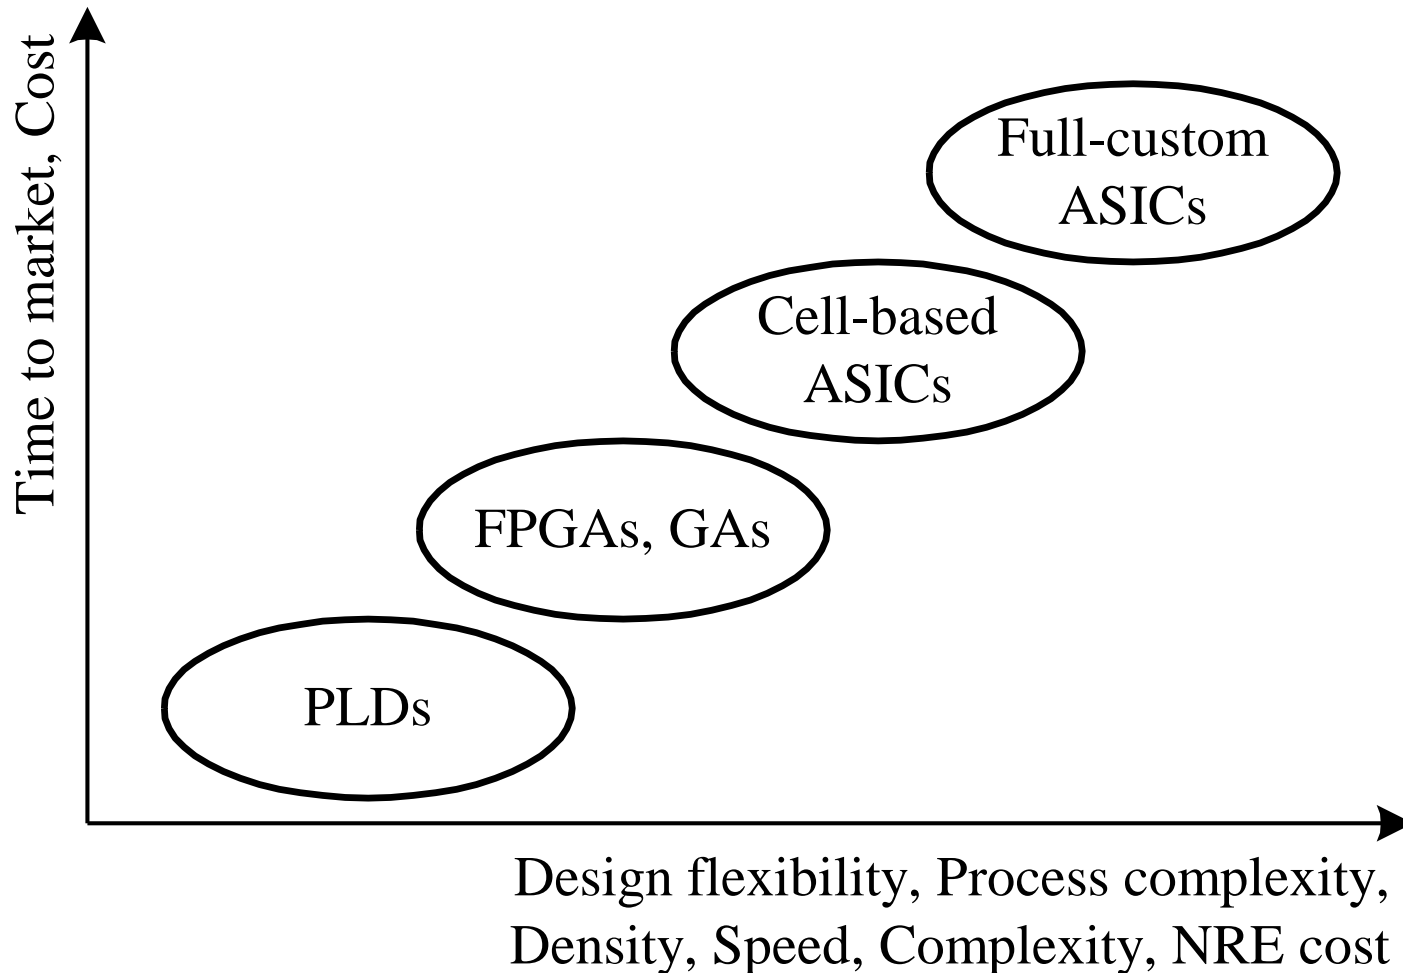 Time to market, Cost
Full-custom
ASICs
Cell-based
ASICs
FPGAs, GAs
PLDs
Design flexibility, Process complexity,
Density, Speed, Complexity, NRE cost